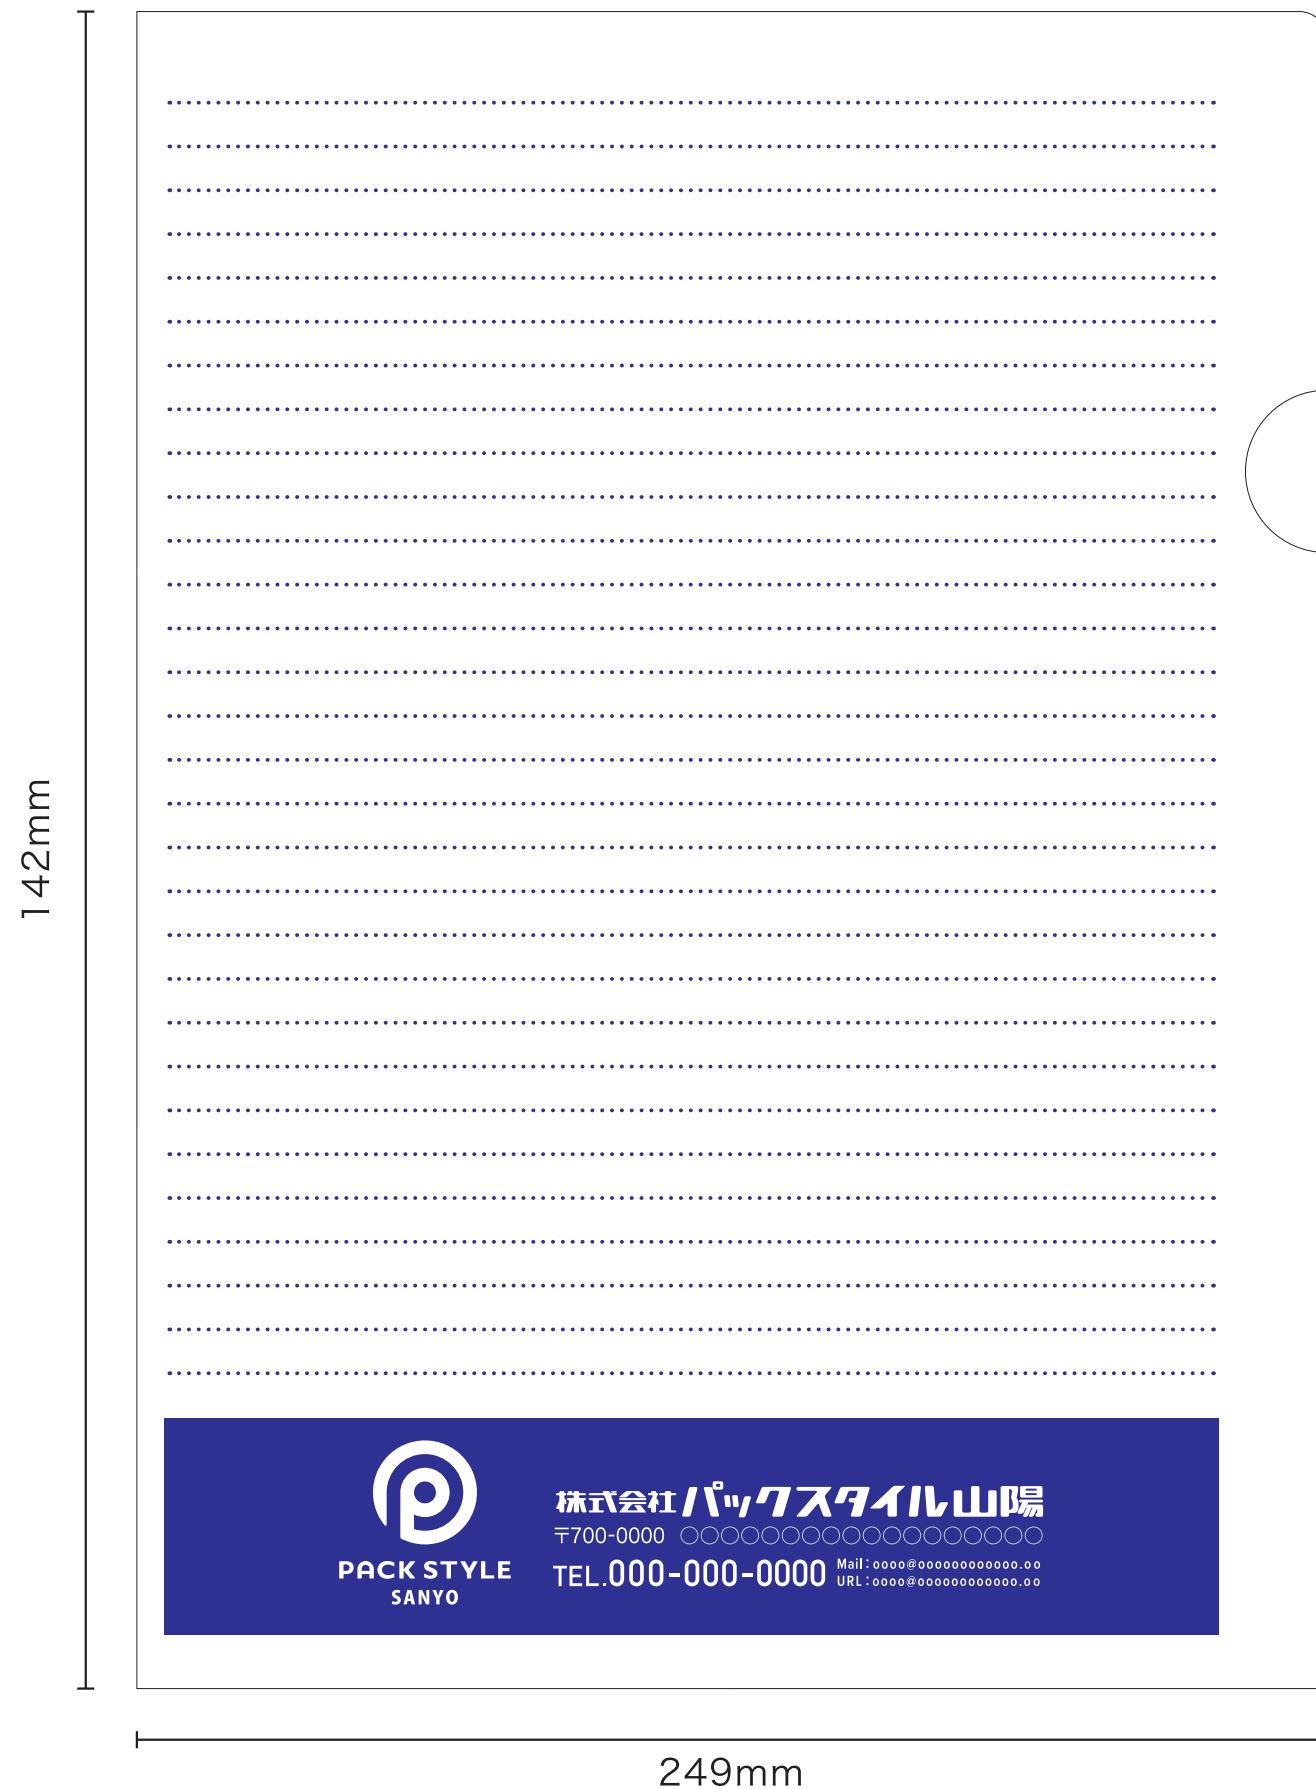 142mm
PACK STYLE
SANYO
株式会社パックスタイル山陽
〒700-0000 ○○○○○○○○○○○○○○○○○○
TEL.000-000-0000
Mail:oooo@oooooooooooo.oo
URL:oooo@oooooooooooo.oo
249mm